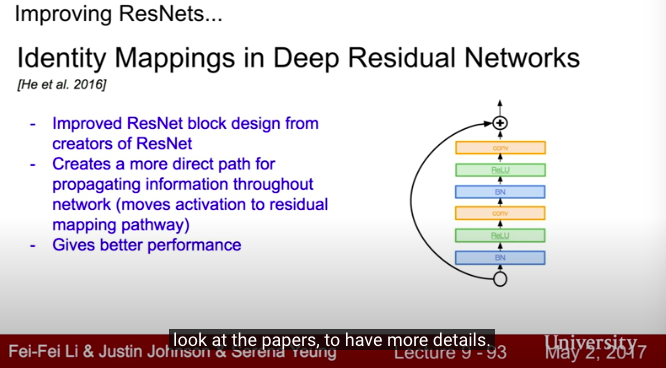 Improving ResNets...
Identity Mappings in Deep Residual Networks
[He et al. 2016]
- Improved ResNet block design from
creators of ResNet
- Creates a more direct path for
propagating information throughout
network (moves activation to residual
mapping pathway)
- Gives better performance
conv
ReLU
BN
conv
ReLU
BN
look at the papers, to have more details.
Fei-Fei Li & Justin Johnson & Serena Yeung
Lecture 9 - 93
University
May 2, 2017